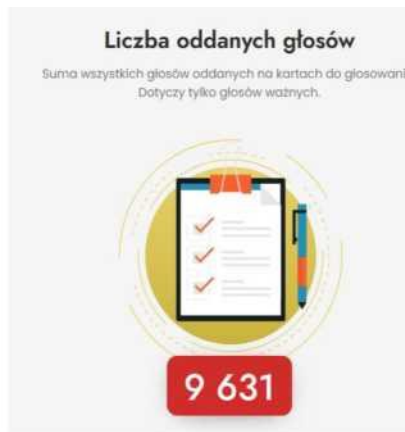 Liczba oddanych głosów
Suma wszystkich głosów oddanych na kartach do głosowani
Dotyczy tylko głosów ważnych.
9 631